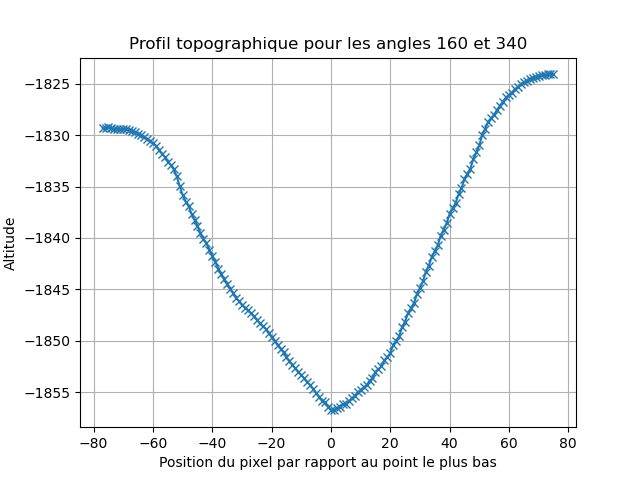 Profil topographique pour les angles 160 et 340
−1825
−1830
−1835
−1840
−1845
−1850
−1855
Altitude
−80 −60 −40 −20 0 20 40 60 80
Position du pixel par rapport au point le plus bas